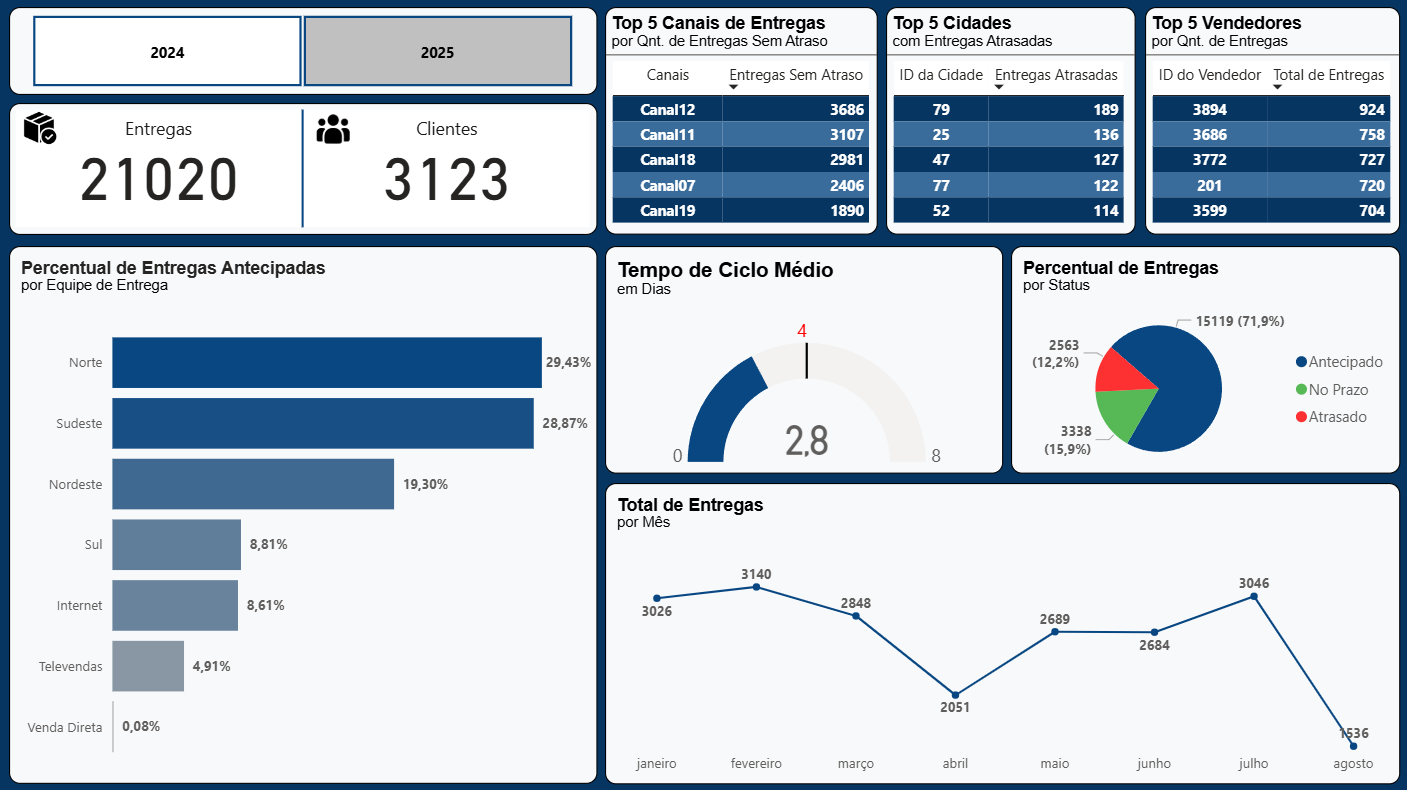 2024
2025
Entregas
21020
Clientes
3123
Top 5 Canais de Entregas
por Qnt. de Entregas Sem Atraso
Canais Entregas Sem Atraso
Canal12 3686
Canal11 3107
Canal18 2981
Canal07 2406
Canal19 1890
Top 5 Cidades
com Entregas Atrasadas
ID da Cidade Entregas Atrasadas
79 189
25 136
47 127
77 122
52 114
Top 5 Vendedores
por Qnt. de Entregas
ID do Vendedor Total de Entregas
3894 924
3686 758
3772 727
201 720
3599 704
Percentual de Entregas Antecipadas
por Equipe de Entrega
Norte 29,43%
Sudeste 28,87%
Nordeste 19,30%
Sul 8,81%
Internet 8,61%
Televendas 4,91%
Venda Direta 0,08%
Tempo de Ciclo Médio
em Dias
4
2,8
0 8
Percentual de Entregas
por Status
15119 (71,9%)
2563
(12,2%)
3338
(15,9%)
Antecipado
No Prazo
Atrasado
Total de Entregas
por Mês
3026
3140
2848
2051
2689
2684
3046
1536
janeiro fevereiro março abril maio junho julho agosto